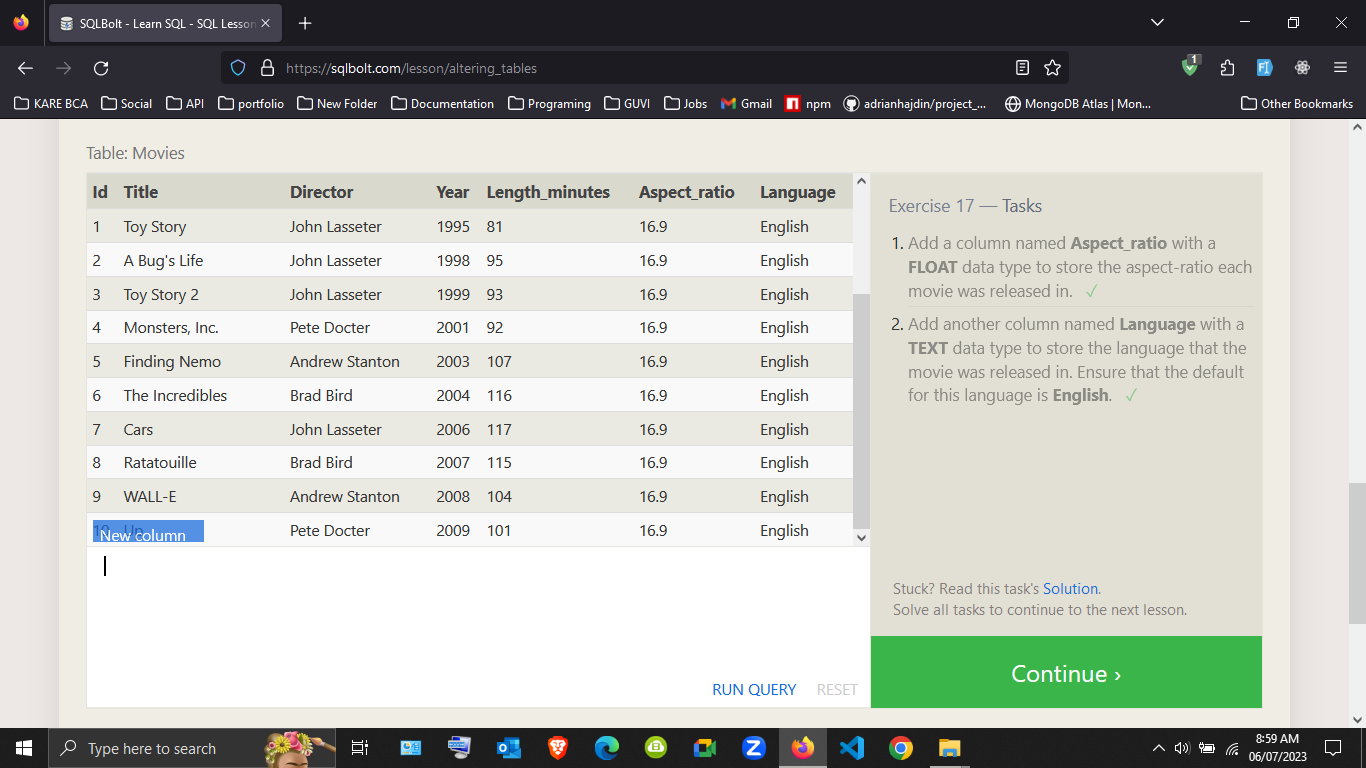 SQLBolt - Learn SQL - SQL Lesson
https://sqlbolt.com/lesson/altering_tables
1
KARE BCA Social API portfolio New Folder Documentation Programing GUVI Jobs Gmail npm adrianhajdin/project_... MongoDB Atlas | Mon... Other Bookmarks
Table: Movies
Id Title Director Year Length_minutes Aspect_ratio Language
1 Toy Story John Lasseter 1995 81 16.9 English
2 A Bug's Life John Lasseter 1998 95 16.9 English
3 Toy Story 2 John Lasseter 1999 93 16.9 English
4 Monsters, Inc. Pete Docter 2001 92 16.9 English
5 Finding Nemo Andrew Stanton 2003 107 16.9 English
6 The Incredibles Brad Bird 2004 116 16.9 English
7 Cars John Lasseter 2006 117 16.9 English
8 Ratatouille Brad Bird 2007 115 16.9 English
9 WALL-E Andrew Stanton 2008 104 16.9 English
10 Up Pete Docter 2009 101 16.9 English
New column
RUN QUERY RESET
Exercise 17 — Tasks
1. Add a column named Aspect_ratio with a
FLOAT data type to store the aspect-ratio each
movie was released in. ✓
2. Add another column named Language with a
TEXT data type to store the language that the
movie was released in. Ensure that the default
for this language is English. ✓
Stuck? Read this task's Solution.
Solve all tasks to continue to the next lesson.
Continue ›
Type here to search
8:59 AM
06/07/2023